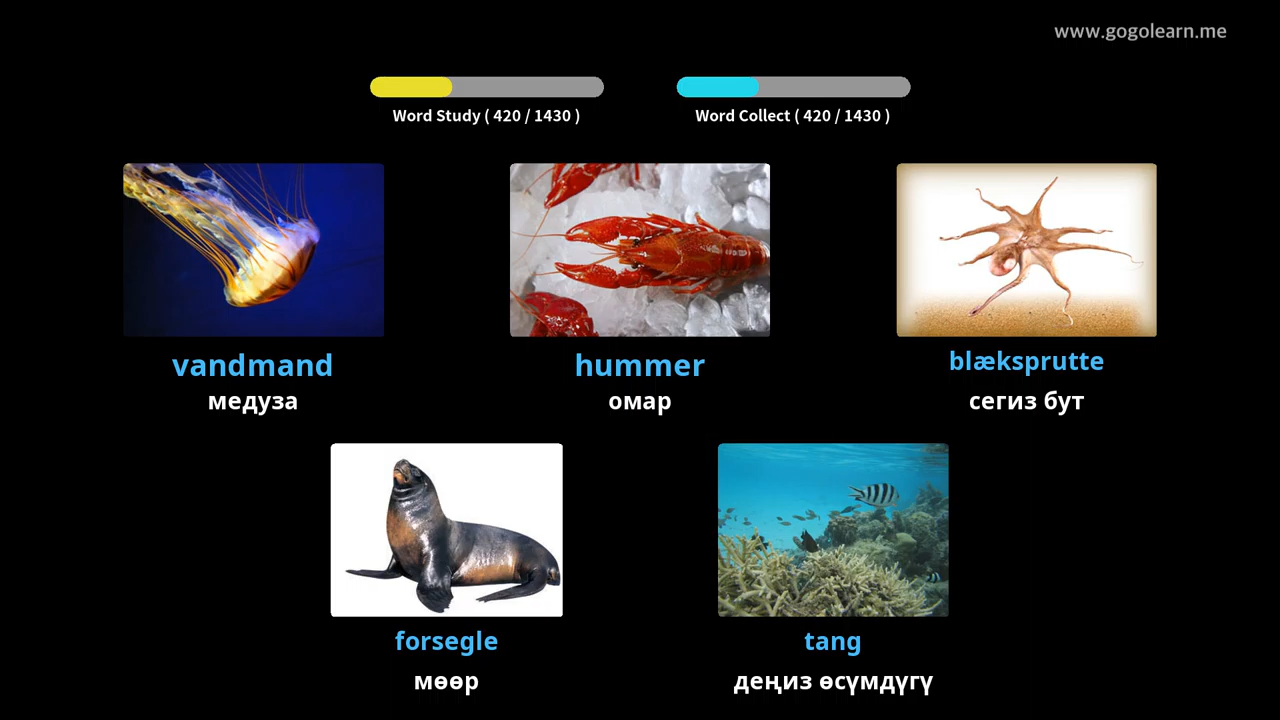 www.gogolearn.me
Word Study ( 420 / 1430 )
Word Collect ( 420 / 1430 )
vandmand
медуза
hummer
омар
blæksprutte
сегиз бут
forsegle
мөөр
tang
деңиз өсүмдүгү